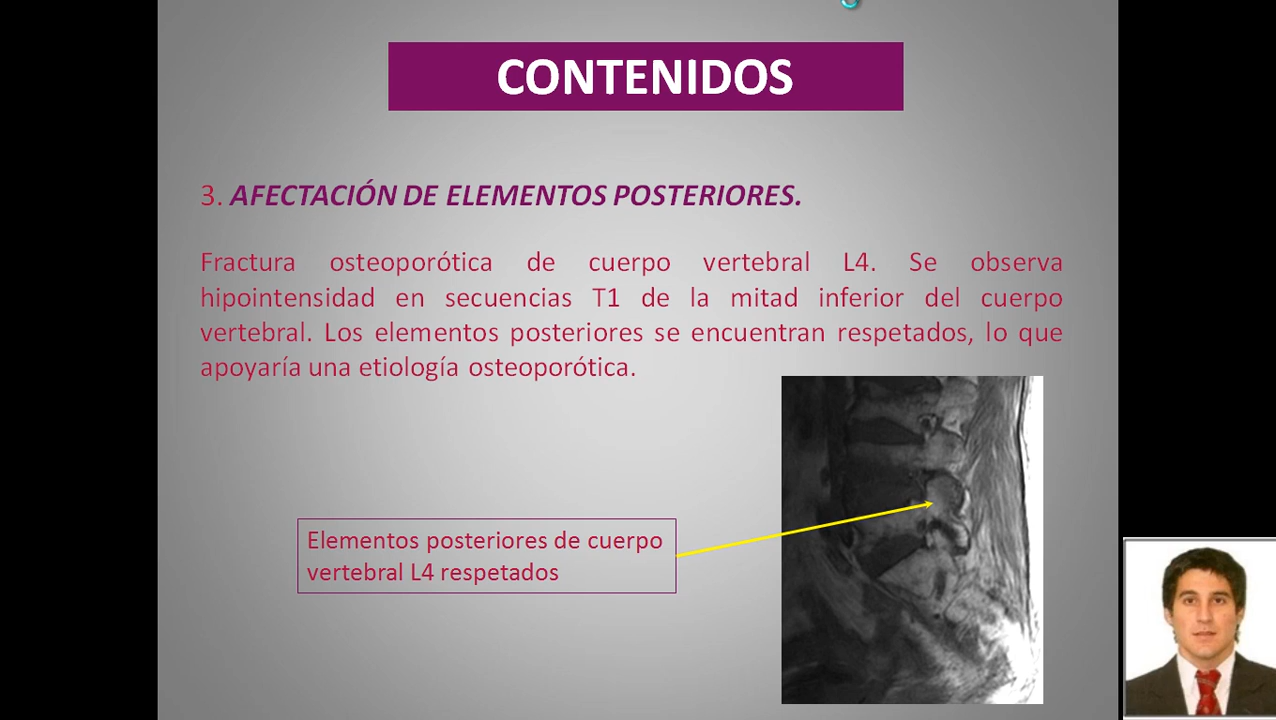 CONTENIDOS
3. AFECTACIÓN DE ELEMENTOS POSTERIORES.
Fractura osteoporótica de cuerpo vertebral L4. Se observa
hipointensidad en secuencias T1 de la mitad inferior del cuerpo
vertebral. Los elementos posteriores se encuentran respetados, lo que
apoyaría una etiología osteoporótica.
Elementos posteriores de cuerpo
vertebral L4 respetados